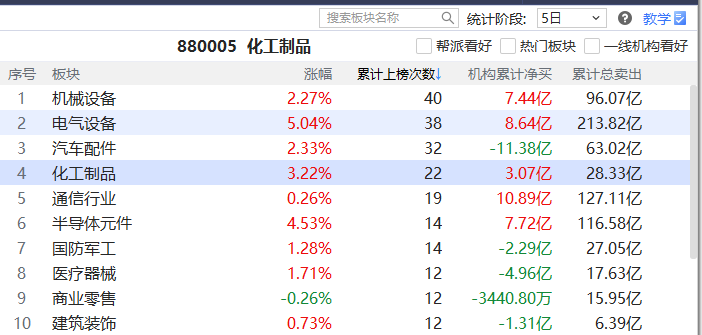 搜索板块名称 统计阶段: 5日 ? 教学
880005 化工制品 帮派看好 热门板块 一线机构看好
序号 板块 涨幅 累计上榜次数↓ 机构累计净买 累计总卖出
1 机械设备 2.27% 40 7.44亿 96.07亿
2 电气设备 5.04% 38 8.64亿 213.82亿
3 汽车配件 2.33% 32 -11.38亿 63.02亿
4 化工制品 3.22% 22 3.07亿 28.33亿
5 通信行业 0.26% 19 10.89亿 127.11亿
6 半导体元件 4.53% 14 7.72亿 116.58亿
7 国防军工 1.28% 14 -2.29亿 27.05亿
8 医疗器械 1.71% 12 -4.96亿 17.63亿
9 商业零售 -0.26% 12 -3440.80万 15.95亿
10 建筑装饰 0.73% 12 -1.31亿 6.39亿